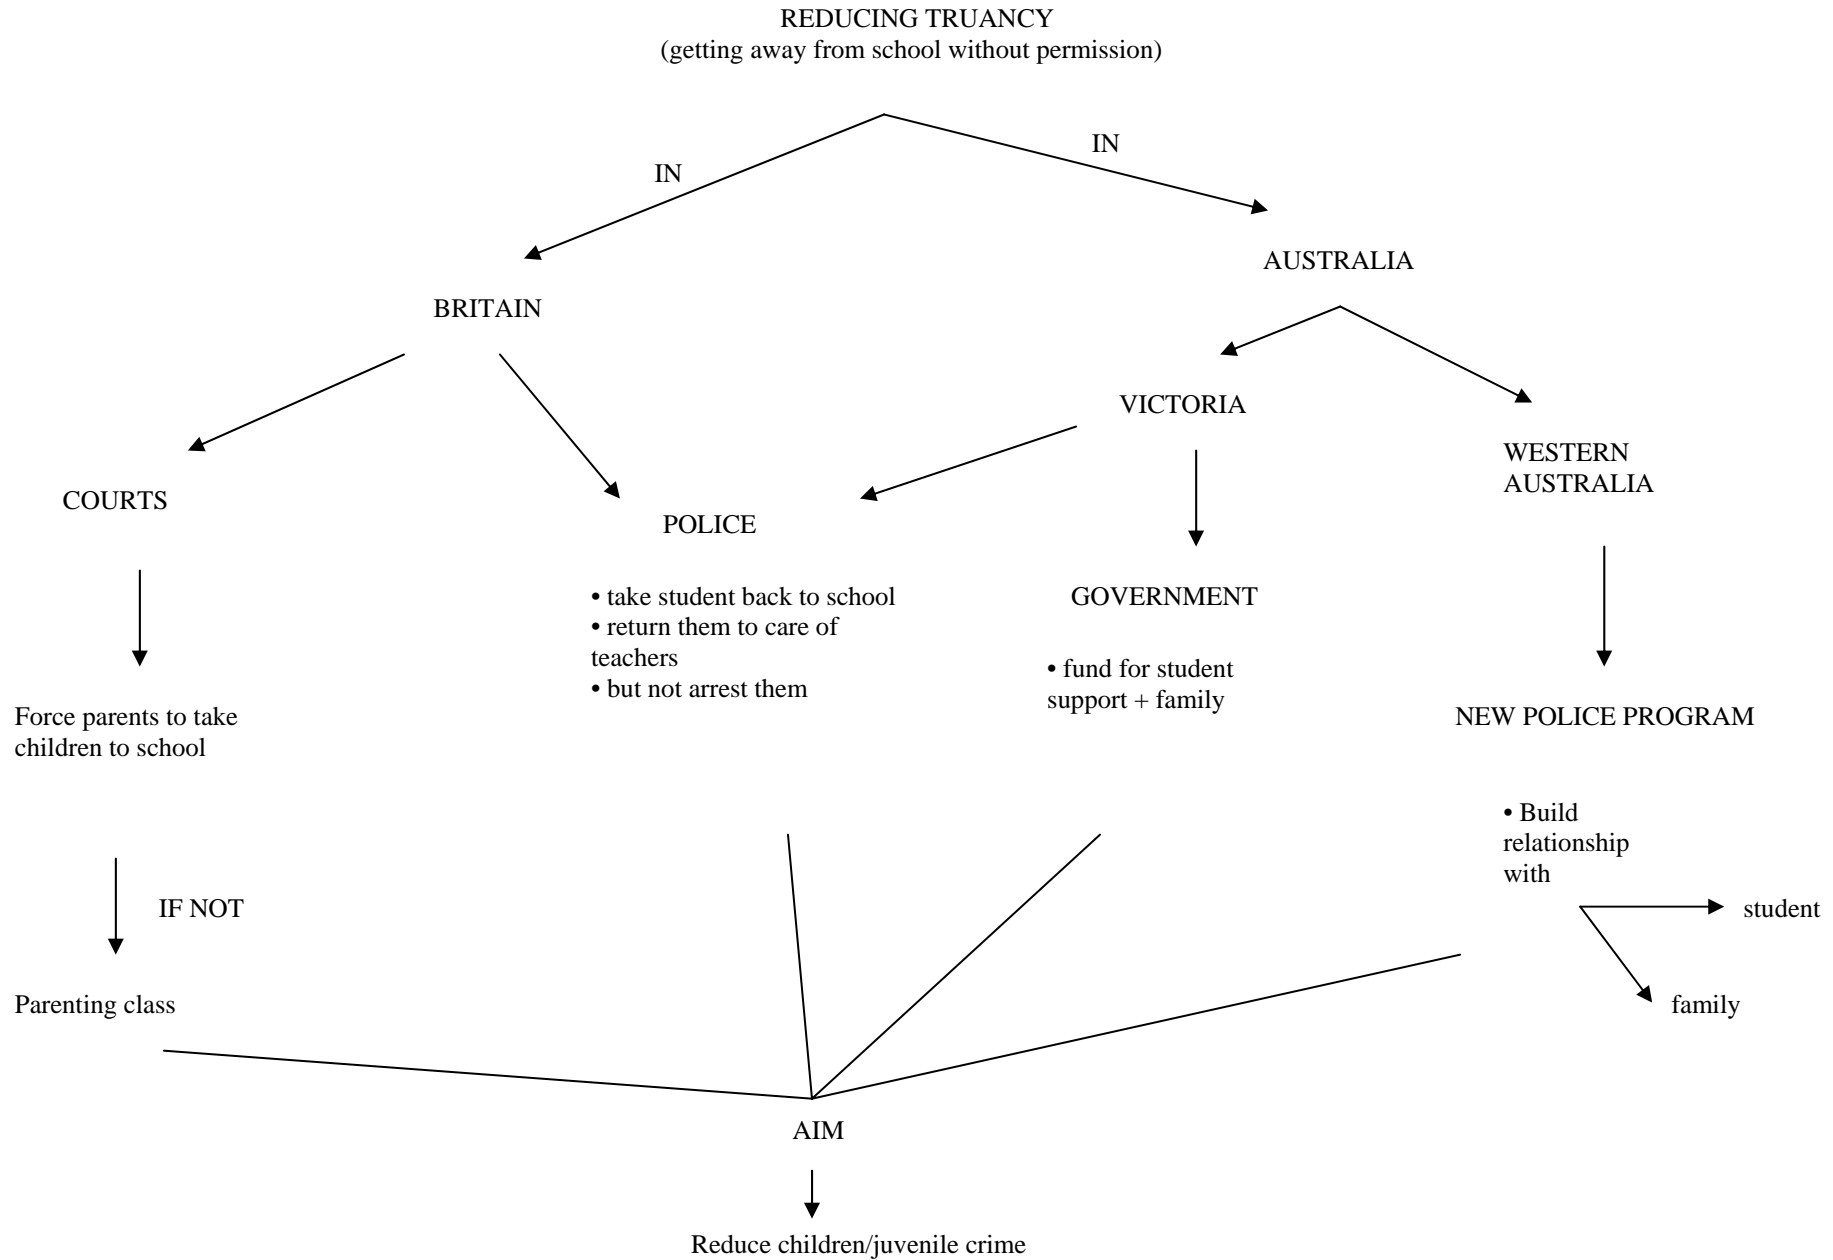 REDUCING TRUANCY
(getting away from school without permission)
IN
IN
AUSTRALIA
BRITAIN
VICTORIA
WESTERN
AUSTRALIA
COURTS
POLICE
• take student back to school
• return them to care of
teachers
• but not arrest them
GOVERNMENT
• fund for student
support + family
Force parents to take
children to school
NEW POLICE PROGRAM
• Build
relationship
with
student
family
IF NOT
Parenting class
AIM
Reduce children/juvenile crime